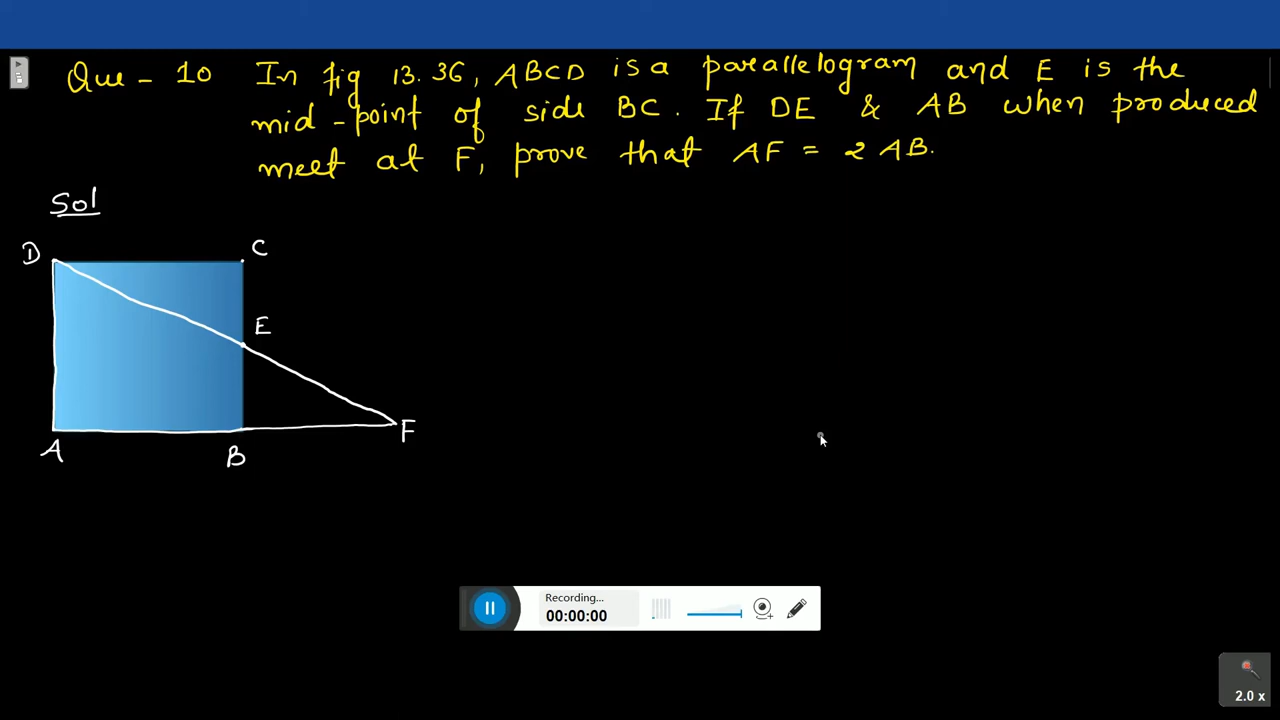 Que - 10 In fig 13.36, ABCD is a parallelogram and E is the
mid-point of side BC. If DE & AB when produced
meet at F, prove that AF = 2 AB.
Sol
D
C
E
F
A
B
Recording...
00:00:00
2.0 x